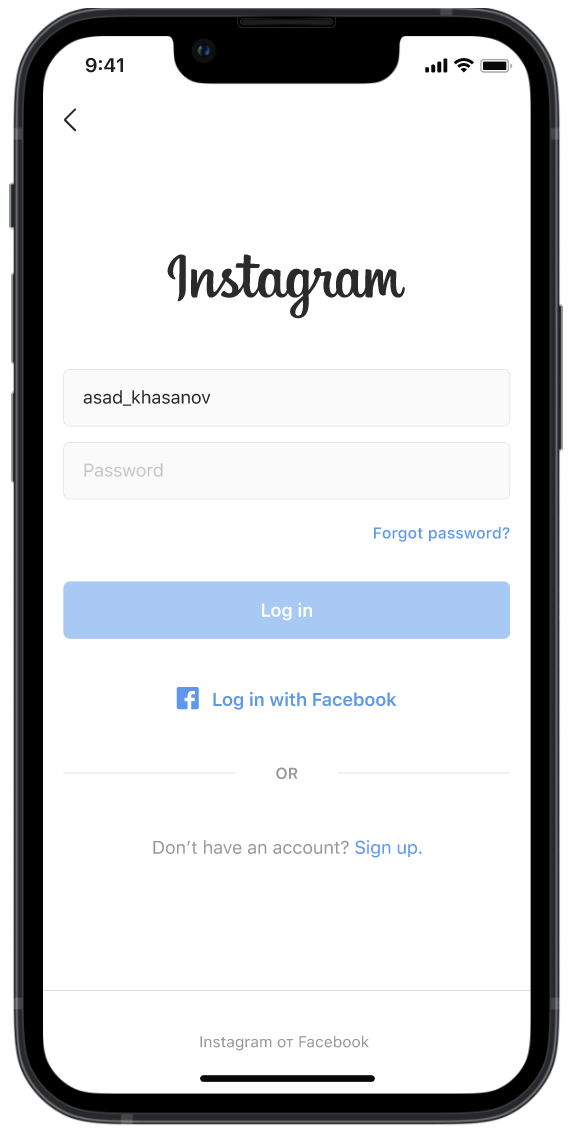 9:41
Instagram
asad_khasanov
Password
Forgot password?
Log in
Log in with Facebook
OR
Don’t have an account? Sign up.
Instagram от Facebook